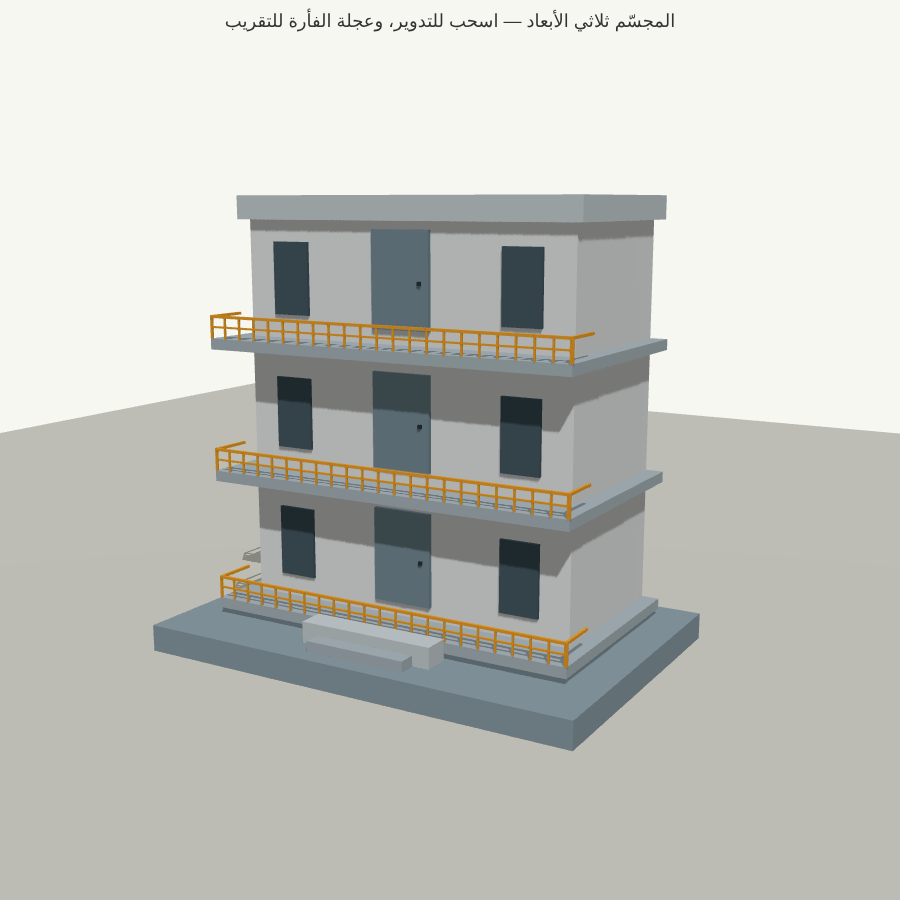 المجسّم ثلاثي الأبعاد — اسحب للتدوير، وعجلة الفأرة للتقريب